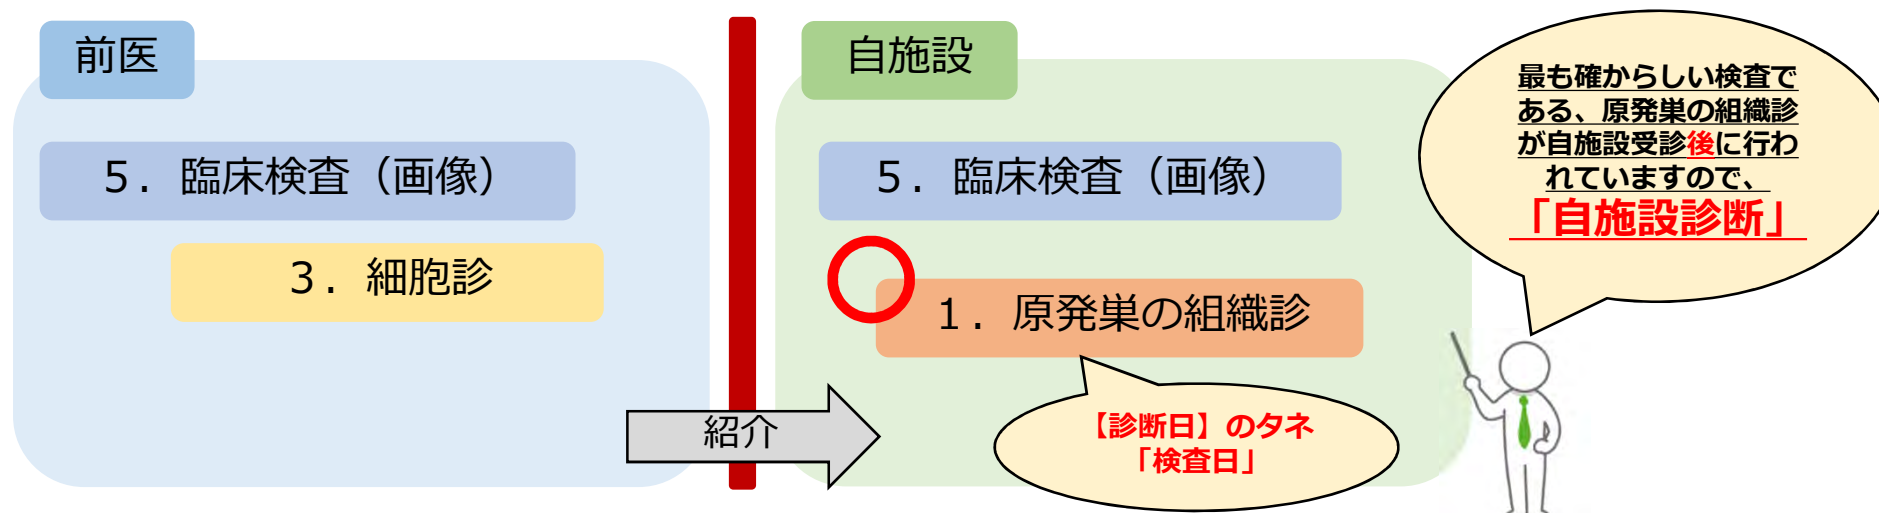 前医
5．臨床検査（画像）
3．細胞診
紹介
自施設
5．臨床検査（画像）
1．原発巣の組織診
【診断日】のタネ
「検査日」
最も確からしい検査で
ある、原発巣の組織診
が自施設受診後に行わ
れていますので、
「自施設診断」